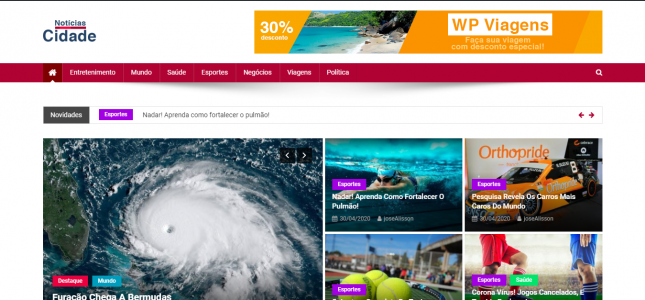 Notícias
Cidade
30%
desconto
WP Viagens
Faça sua viagem
com desconto especial!
Entretenimento
Mundo
Saúde
Esportes
Negócios
Viagens
Política
Novidades
Esportes
Nadar! Aprenda como fortalecer o pulmão!
Destaque
Mundo
Furação Chega A Bermudas
Esportes
Nadar! Aprenda Como Fortalecer O
Pulmão!
30/04/2020
joseAlisson
Orthopride
Esportes
Pesquisa Revela Os Carros Mais
Caros Do Mundo
30/04/2020
joseAlisson
Esportes
Esportes
Saúde
Corona Vírus! Jogos Cancelados, E